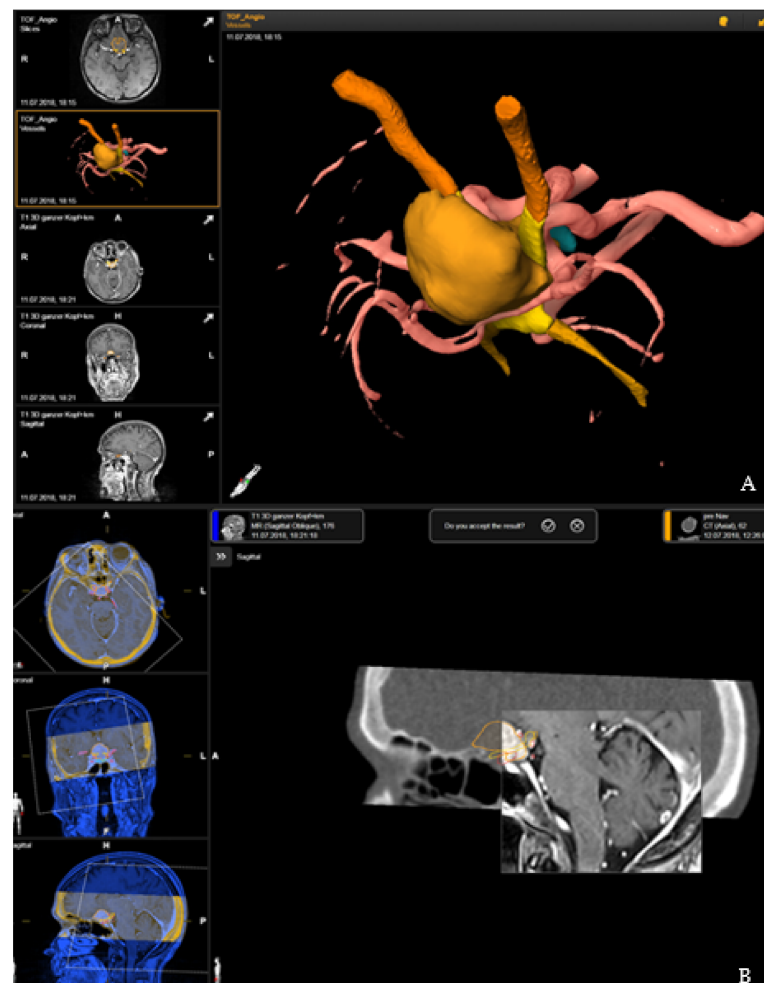 TOF_Angio
Slices
A
R
L
11.07.2018, 18:15
TOF_Angio
Vessels
11.07.2018, 18:15
T1 3D ganzer Kopf+km
Axial
A
R
L
11.07.2018, 18:21
T1 3D ganzer Kopf+km
Coronal
H
R
L
11.07.2018, 18:21
T1 3D ganzer Kopf+km
Sagittal
H
A
P
11.07.2018, 18:21
TOF_Angio
Vessels
11.07.2018, 18:15
A
A
L
H
L
F
H
P
T1 3D ganzer Kopf+km
MR (Sagittal Oblique), 176
11.07.2018, 18:21:18
Do you accept the result?
pre Nav
CT (Axial), 62
Sagittal
A
B